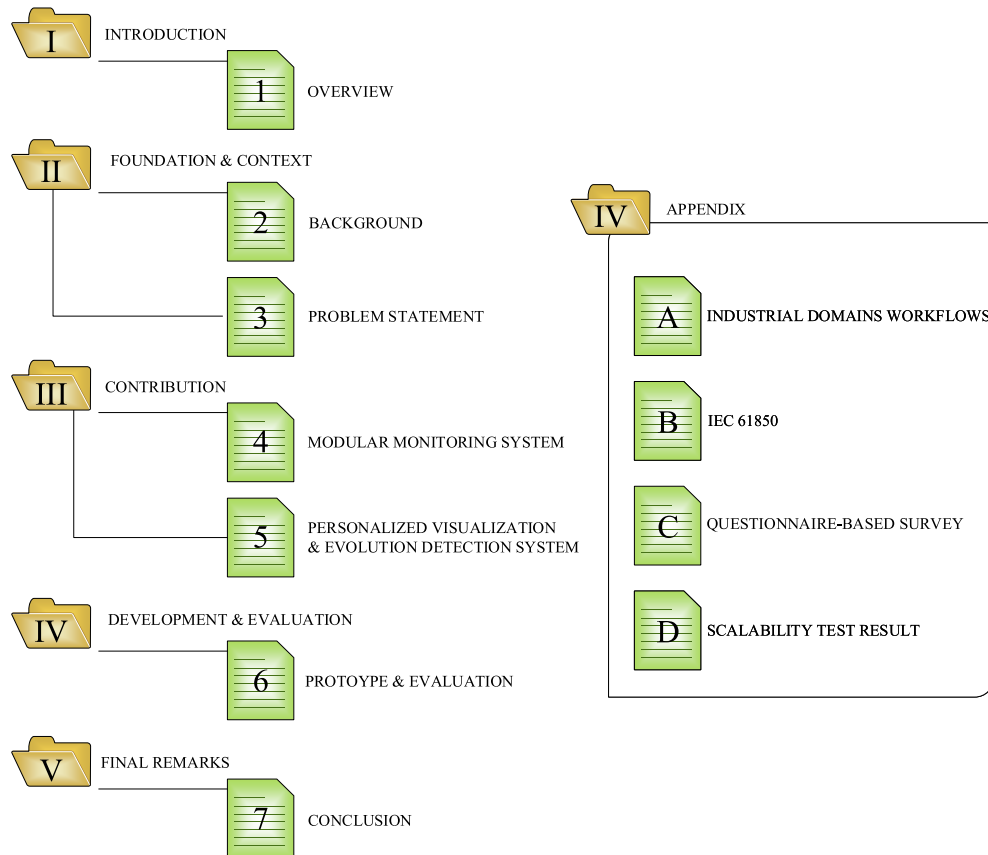 I
INTRODUCTION
1
OVERVIEW
II
FOUNDATION & CONTEXT
2
BACKGROUND
3
PROBLEM STATEMENT
III
CONTRIBUTION
4
MODULAR MONITORING SYSTEM
5
PERSONALIZED VISUALIZATION
& EVOLUTION DETECTION SYSTEM
IV
DEVELOPMENT & EVALUATION
6
PROTOYPE & EVALUATION
V
FINAL REMARKS
7
CONCLUSION
IV
APPENDIX
A
INDUSTRIAL DOMAINS WORKFLOWS
B
IEC 61850
C
QUESTIONNAIRE-BASED SURVEY
D
SCALABILITY TEST RESULT